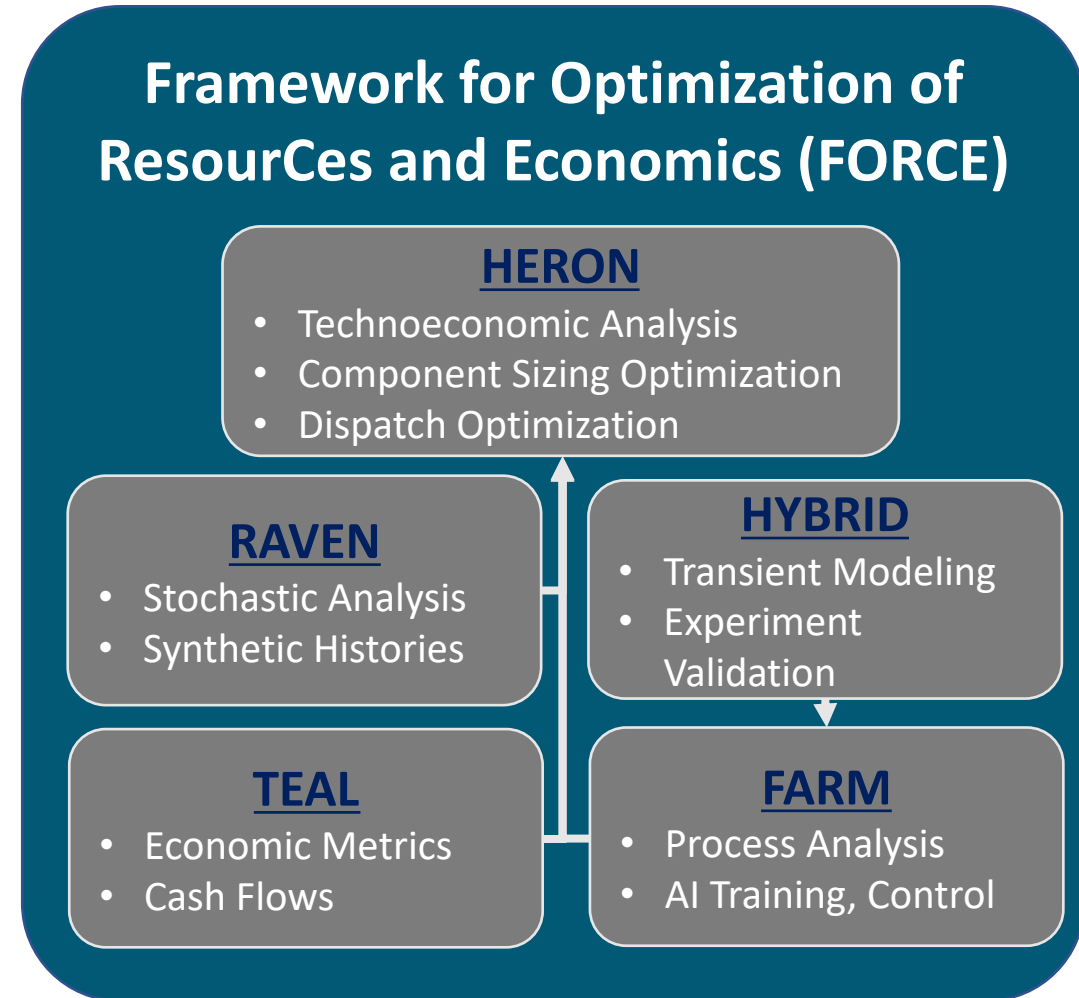 Framework for Optimization of
ResourCes and Economics (FORCE)
HERON
• Technoeconomic Analysis
• Component Sizing Optimization
• Dispatch Optimization
RAVEN
• Stochastic Analysis
• Synthetic Histories
HYBRID
• Transient Modeling
• Experiment
Validation
TEAL
• Economic Metrics
• Cash Flows
FARM
• Process Analysis
• AI Training, Control